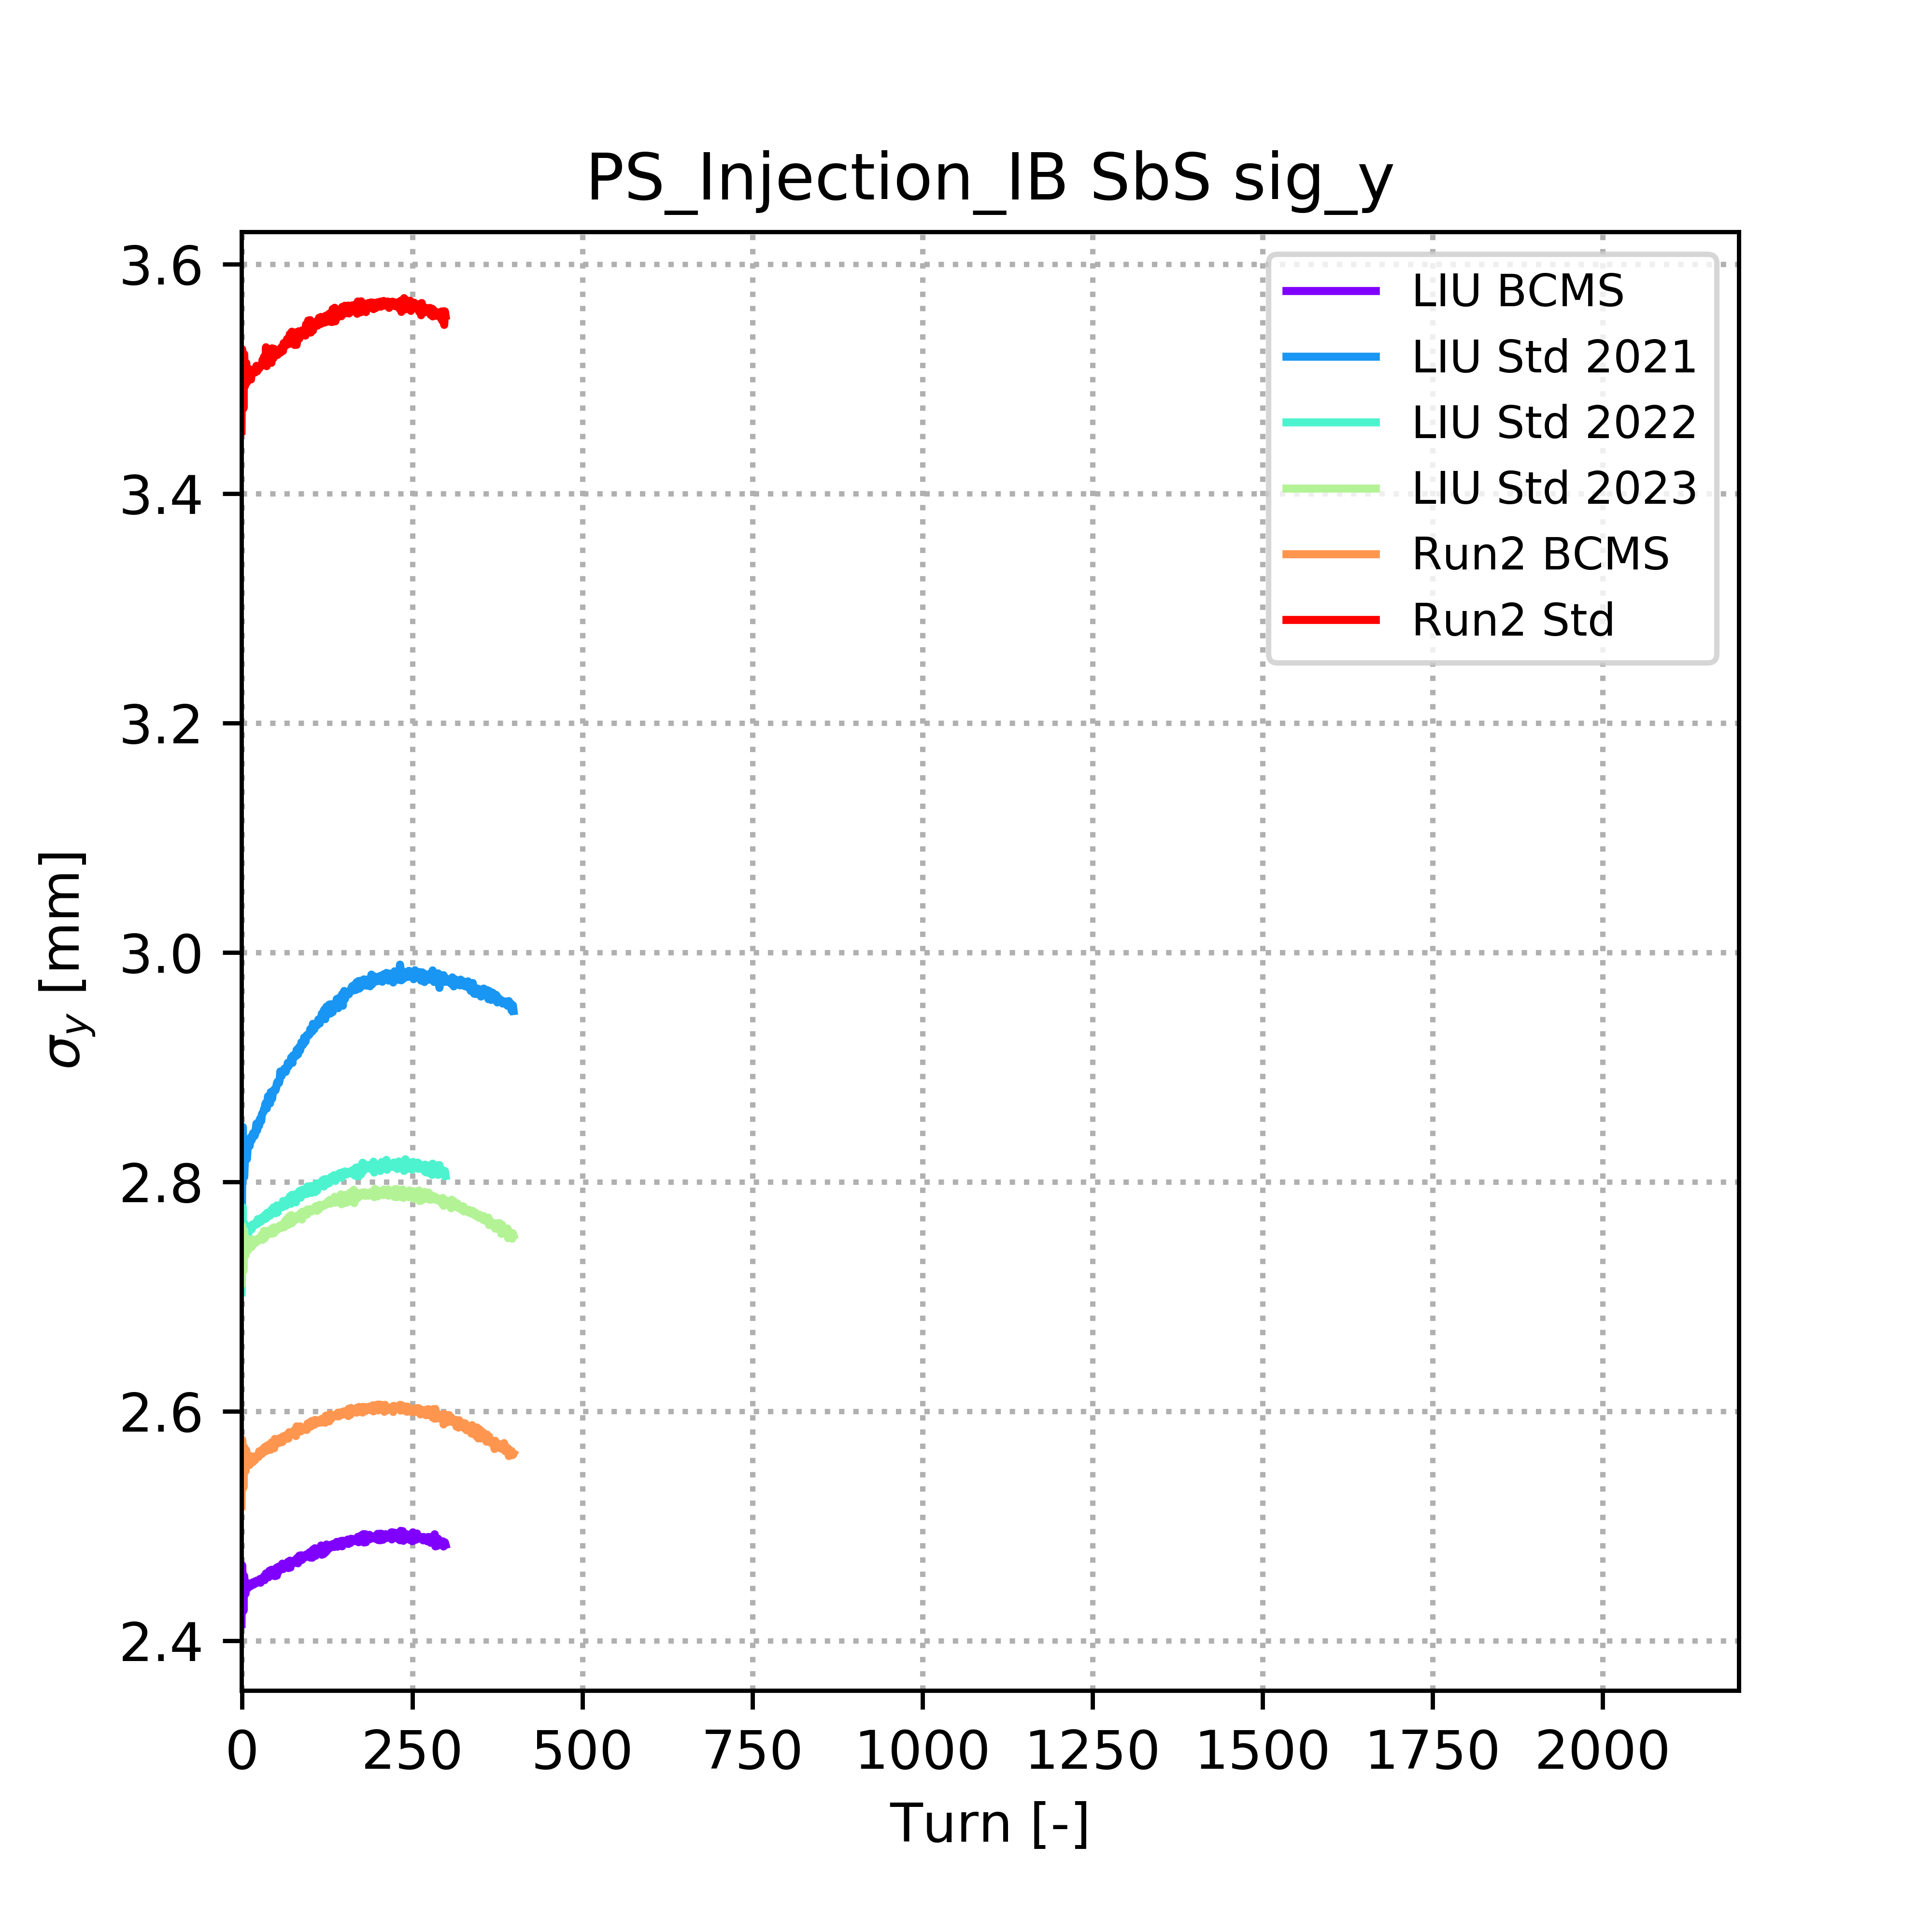 PS_Injection_IB SbS sig_y
3.6
3.4
3.2
3.0
2.8
2.6
2.4
σy [mm]
LIU BCMS
LIU Std 2021
LIU Std 2022
LIU Std 2023
Run2 BCMS
Run2 Std
0 250 500 750 1000 1250 1500 1750 2000
Turn [-]